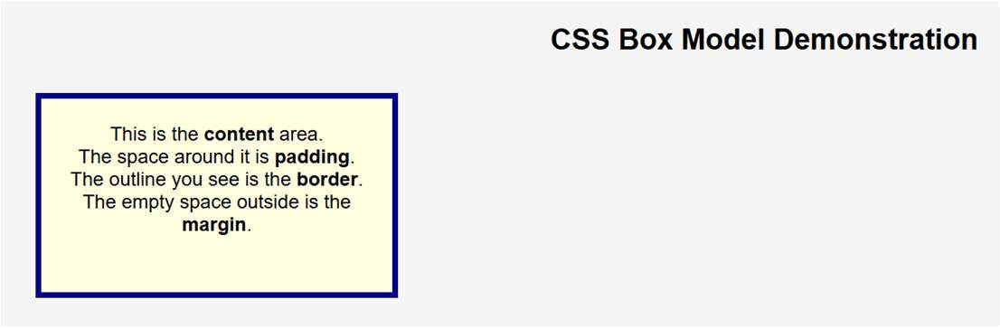 CSS Box Model Demonstration
This is the content area.
The space around it is padding.
The outline you see is the border.
The empty space outside is the
margin.